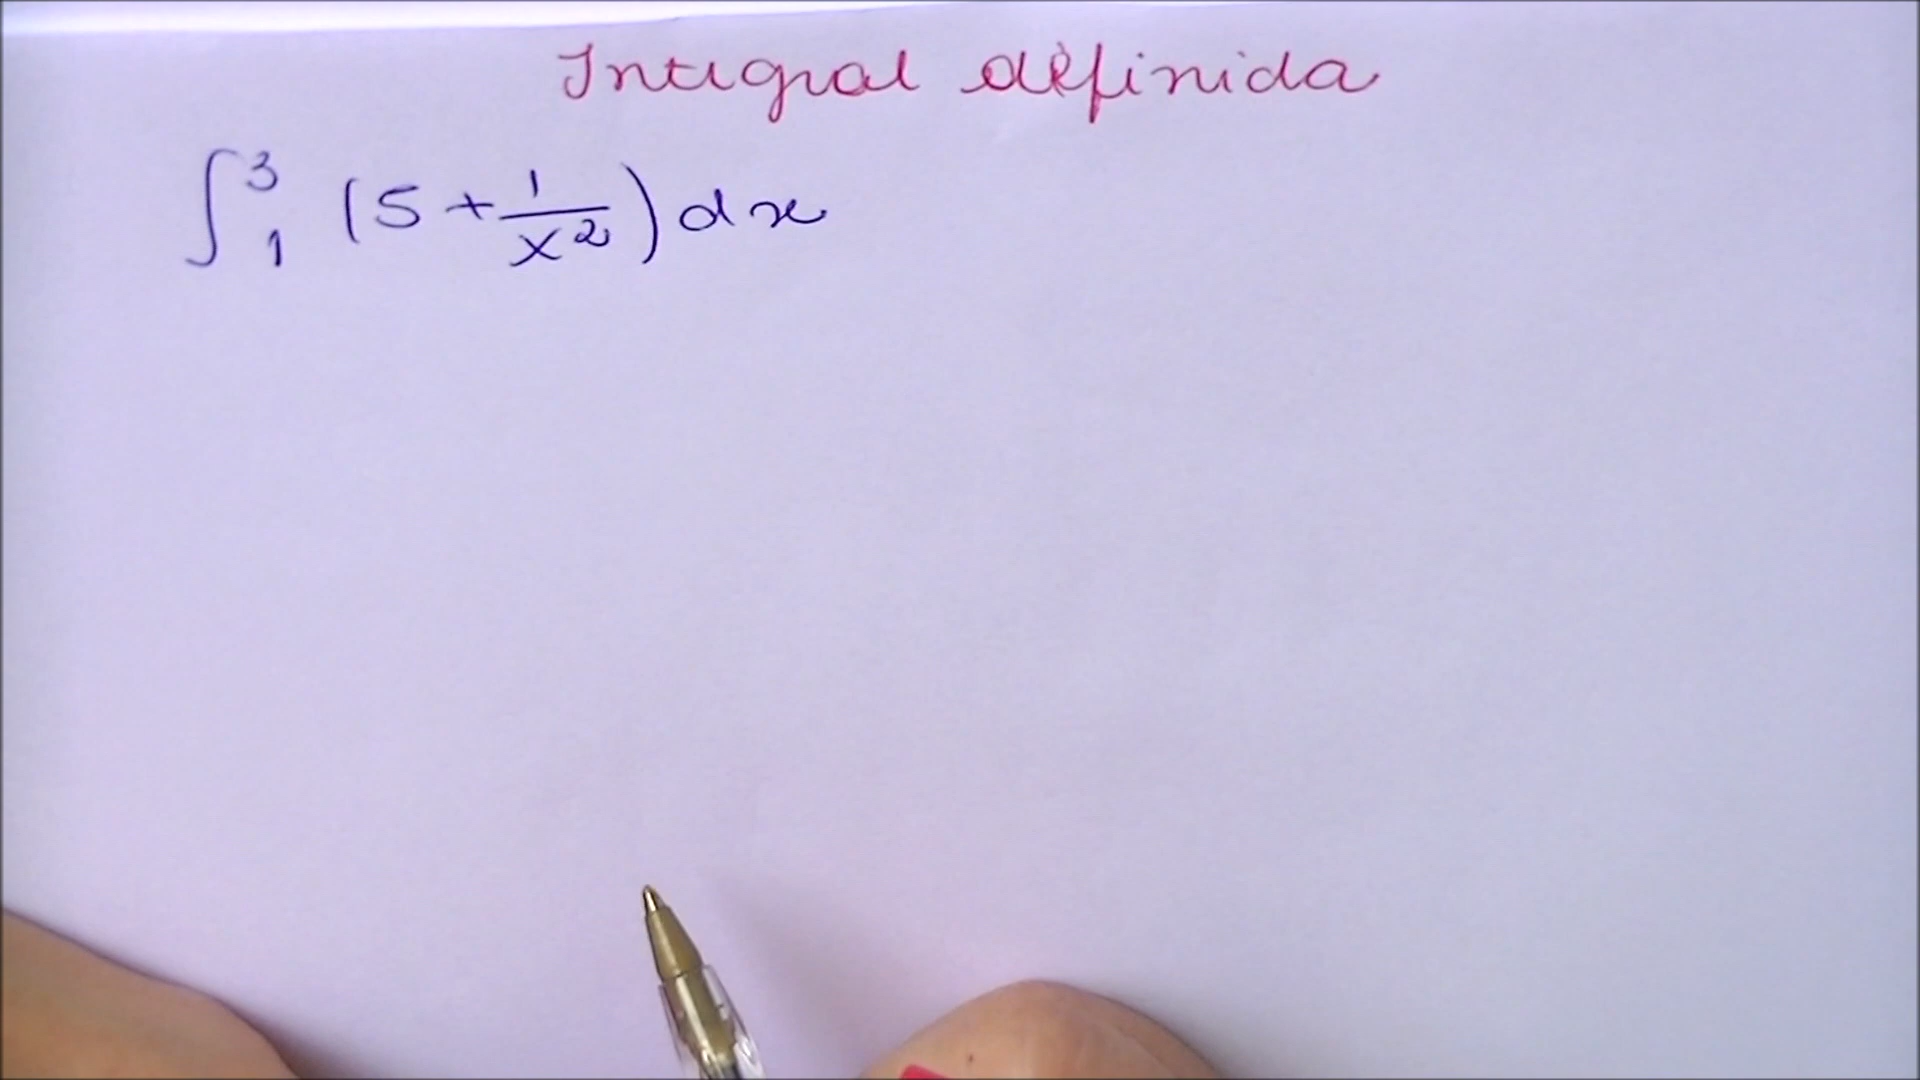 Integral definida
∫₁³ (5 + 1/x²) dx